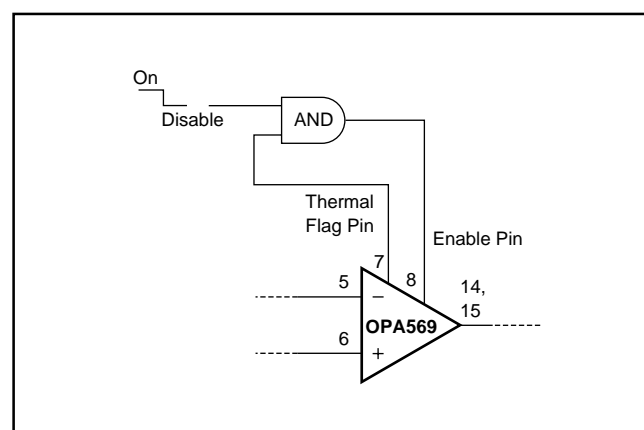 On
Disable
AND
Thermal
Flag Pin
Enable Pin
7
8
5
14,
15
−
OPA569
6
+